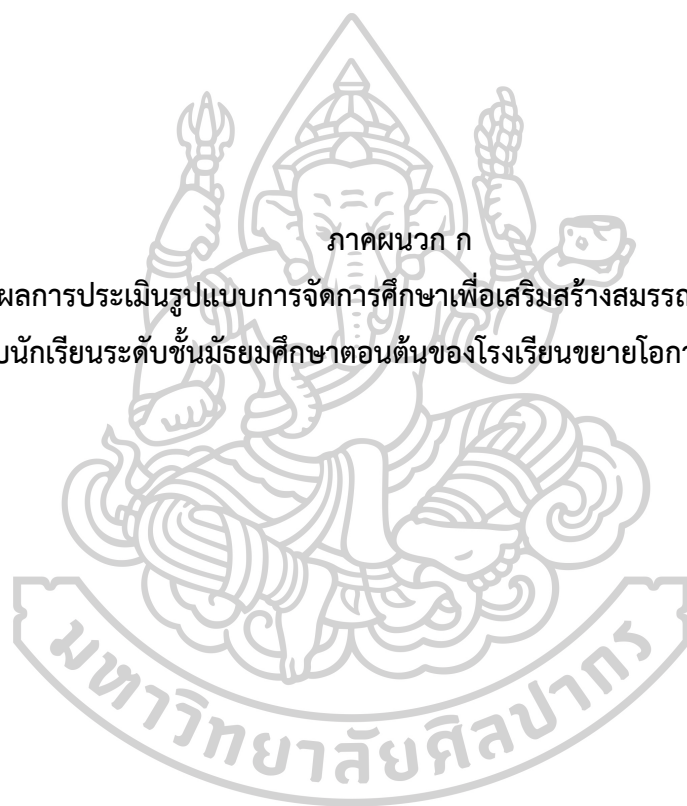 ภาคผนวก ก
ผลการประเมินรูปแบบการจัดการศึกษาเพื่อเสริมสร้างสมรรถ
บนักเรียนระดับชั้นมัธยมศึกษาตอนต้นของโรงเรียนขยายโอกา
มหาวิทยาลัยศิลปากร